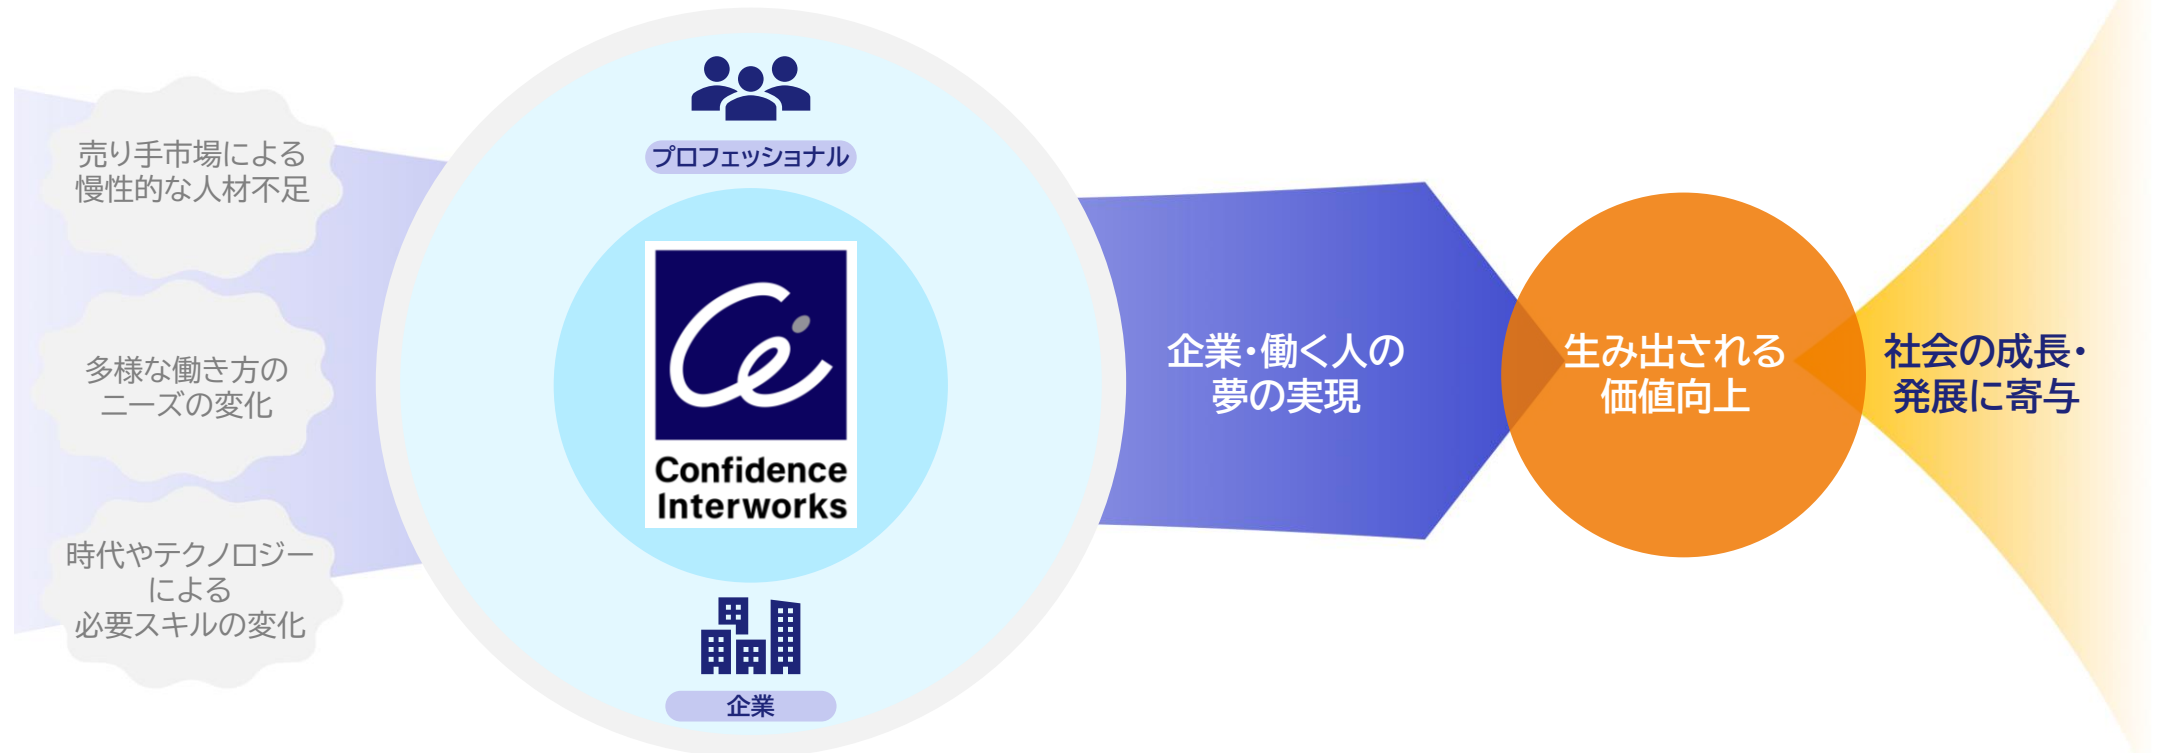 売り手市場による
慢性的な人材不足
多様な働き方の
ニーズの変化
時代やテクノロジー
による
必要スキルの変化
プロフェッショナル
Confidence
Interworks
企業
企業・働く人の
夢の実現
生み出される
価値向上
社会の成長・
発展に寄与